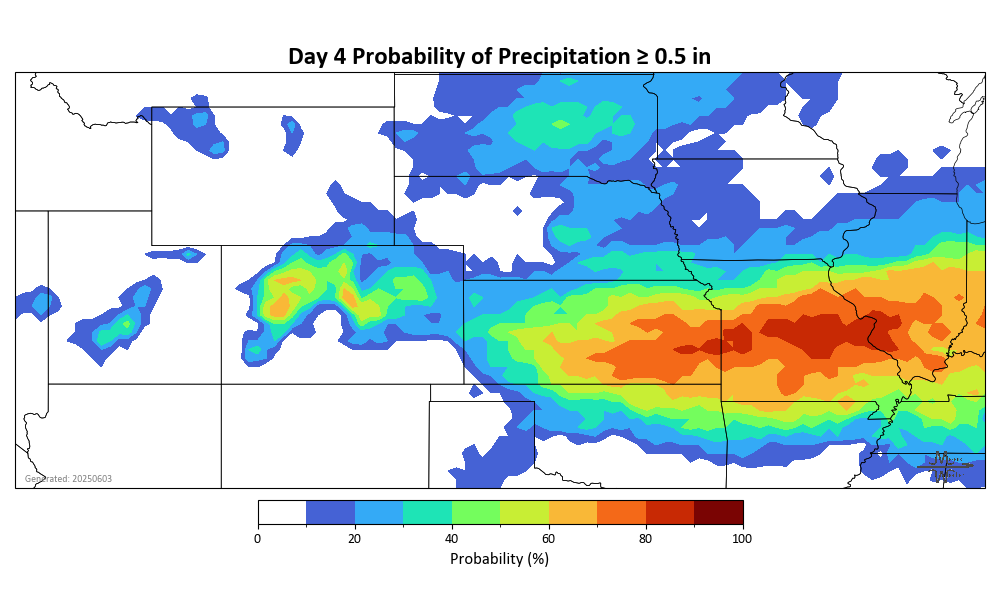 Day 4 Probability of Precipitation ≥ 0.5 in
Generated: 20250603
0 20 40 60 80 100
Probability (%)